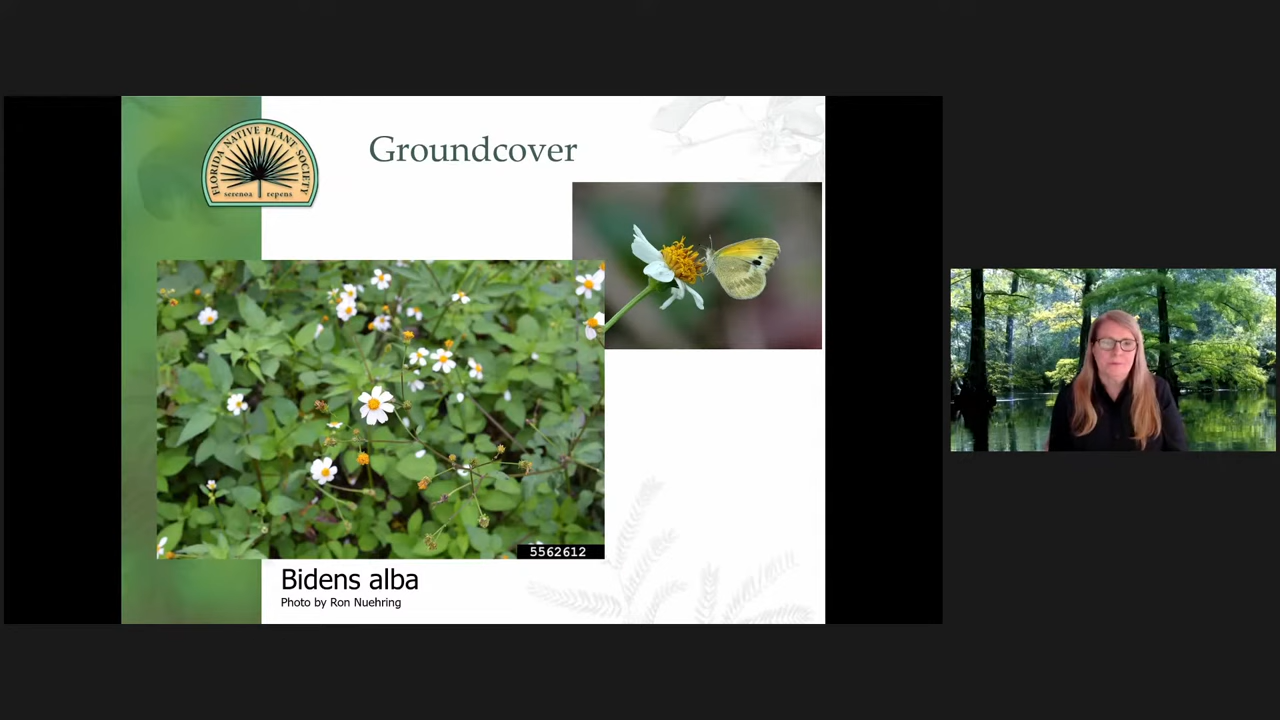 FLORIDA NATIVE PLANT SOCIETY
serenoa repens
Groundcover
5562612
Bidens alba
Photo by Ron Nuehring